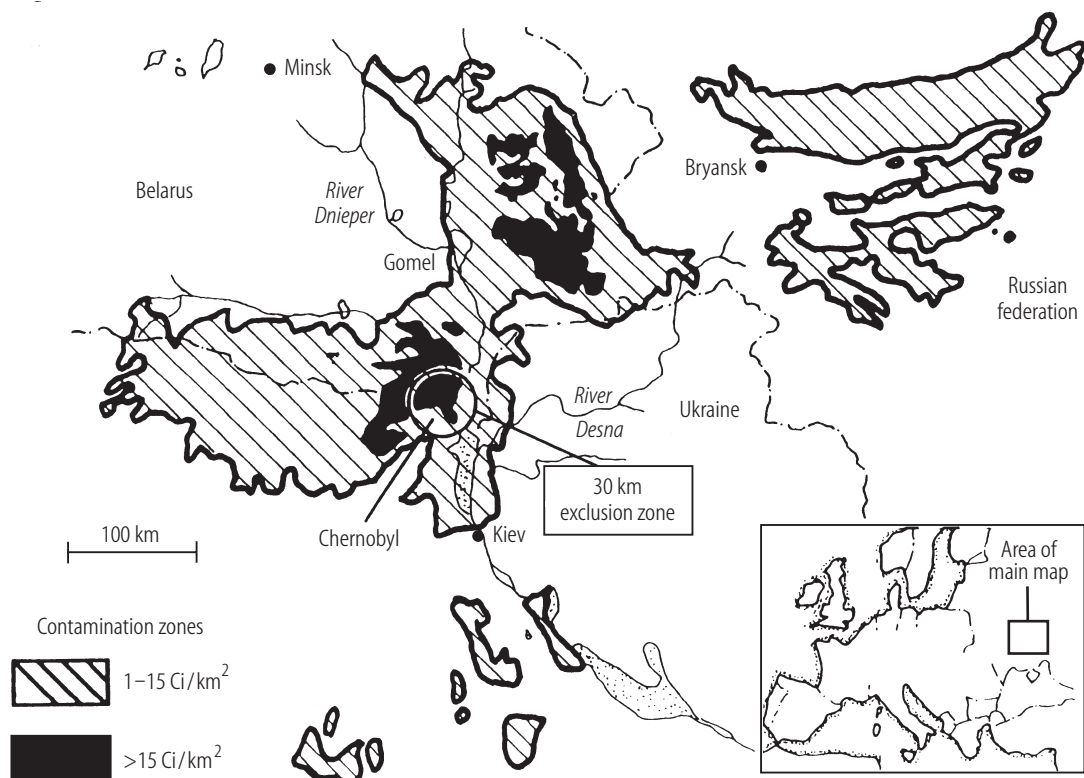 Minsk
Bryansk
Belarus
River
Dnieper
Gomel
Russian
federation
River
Desna
Ukraine
30 km
exclusion zone
100 km
Chernobyl
Kiev
Area of
main map
Contamination zones
1–15 Ci/km²
>15 Ci/km²